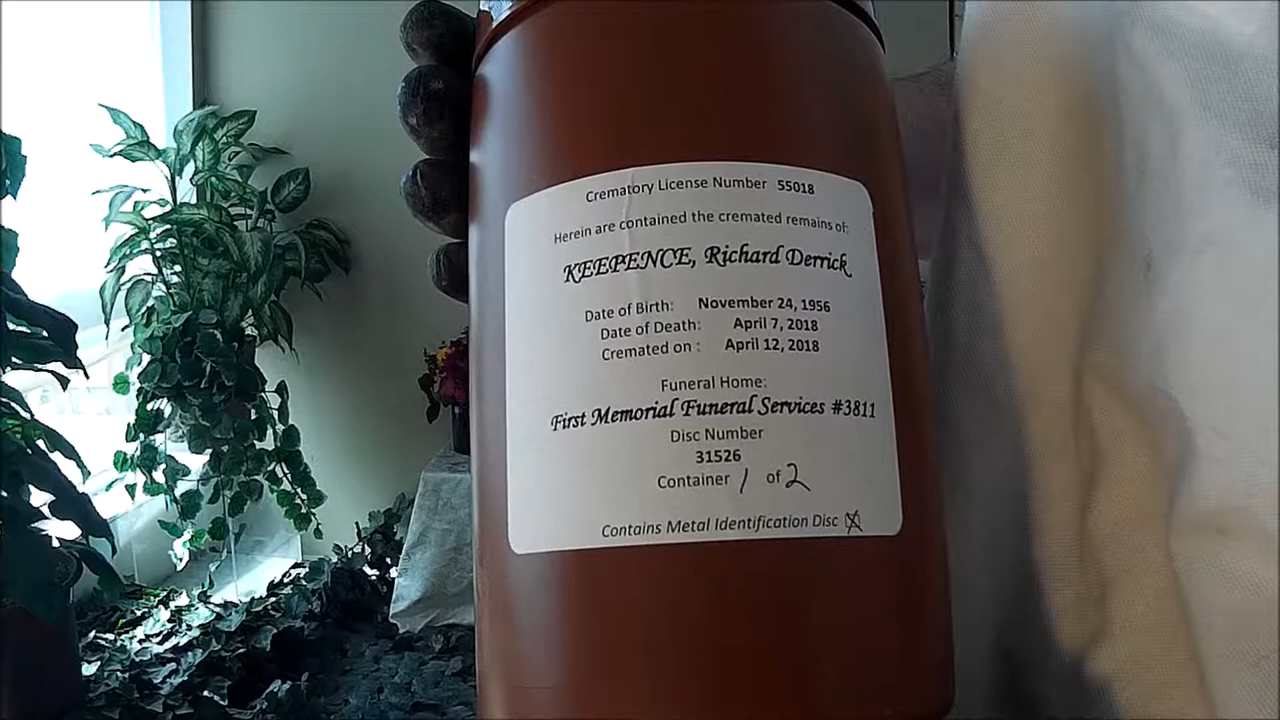 Crematory License Number 55018
Herein are contained the cremated remains of:
KEEPENCE, Richard Derrick
Date of Birth: November 24, 1956
Date of Death: April 7, 2018
Cremated on : April 12, 2018
Funeral Home:
First Memorial Funeral Services #3811
Disc Number
31526
Container 1 of 2
Contains Metal Identification Disc